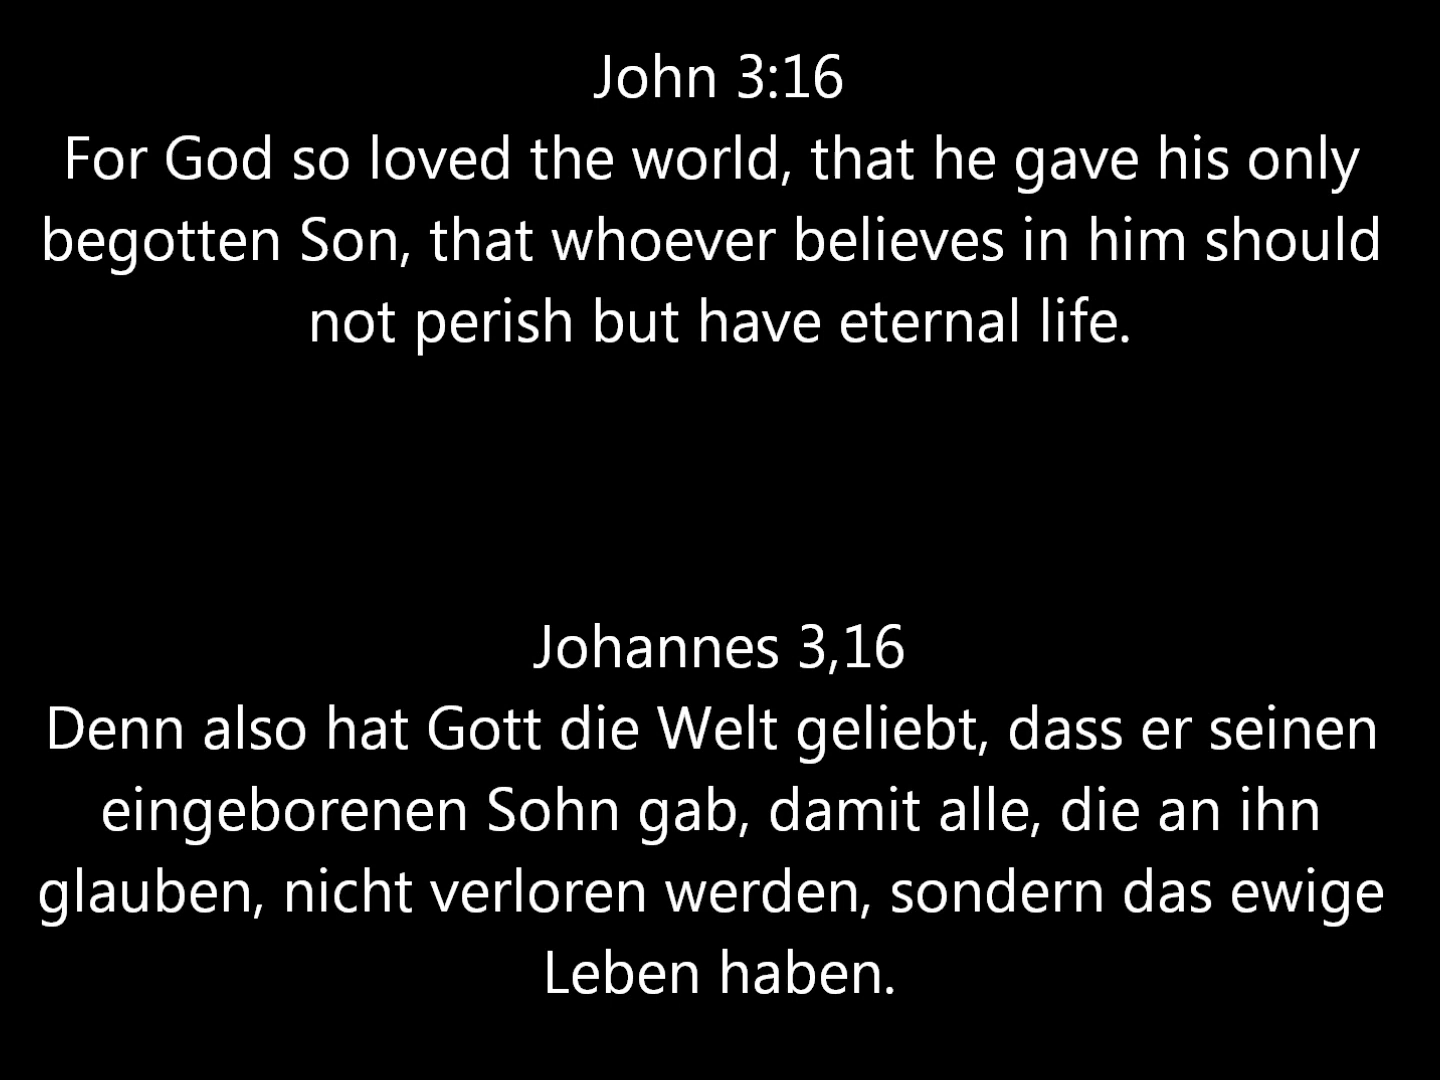 John 3:16
For God so loved the world, that he gave his only
begotten Son, that whoever believes in him should
not perish but have eternal life.
Johannes 3,16
Denn also hat Gott die Welt geliebt, dass er seinen
eingeborenen Sohn gab, damit alle, die an ihn
glauben, nicht verloren werden, sondern das ewige
Leben haben.